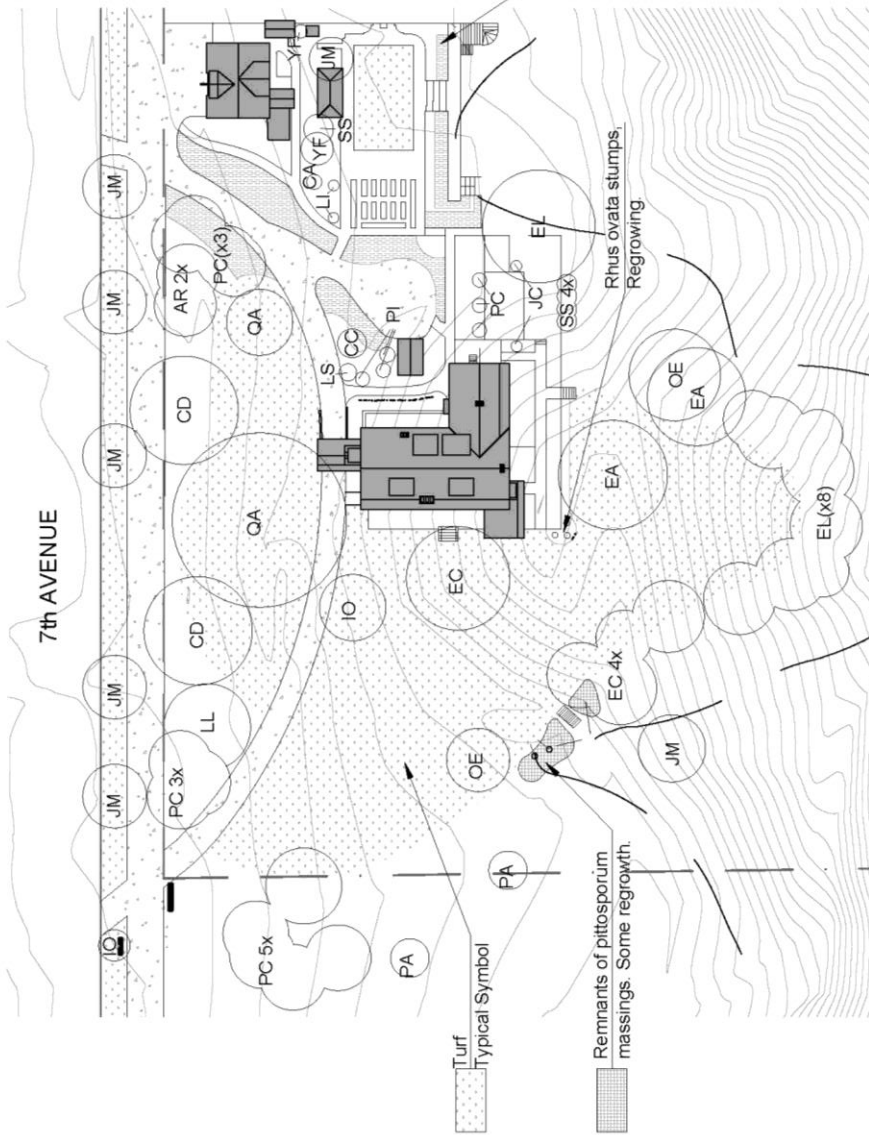 7th AVENUE
JM
JM
JM
JM
JM
IO
YF
JM
SS
YF
CA
LI
AR 2x
PC(x3)
QA
CD
QA
CD
LL
PC 3x
PC 5x
LS
CC
PI
PC
JC
SS 4x
EL
IO
EC
EA
OE
EA
EL(x8)
EC 4x
OE
JM
PA
PA
Rhus ovata stumps,
Regrowing.
Turf
Typical Symbol
Remnants of pittosporum
massings. Some regrowth.